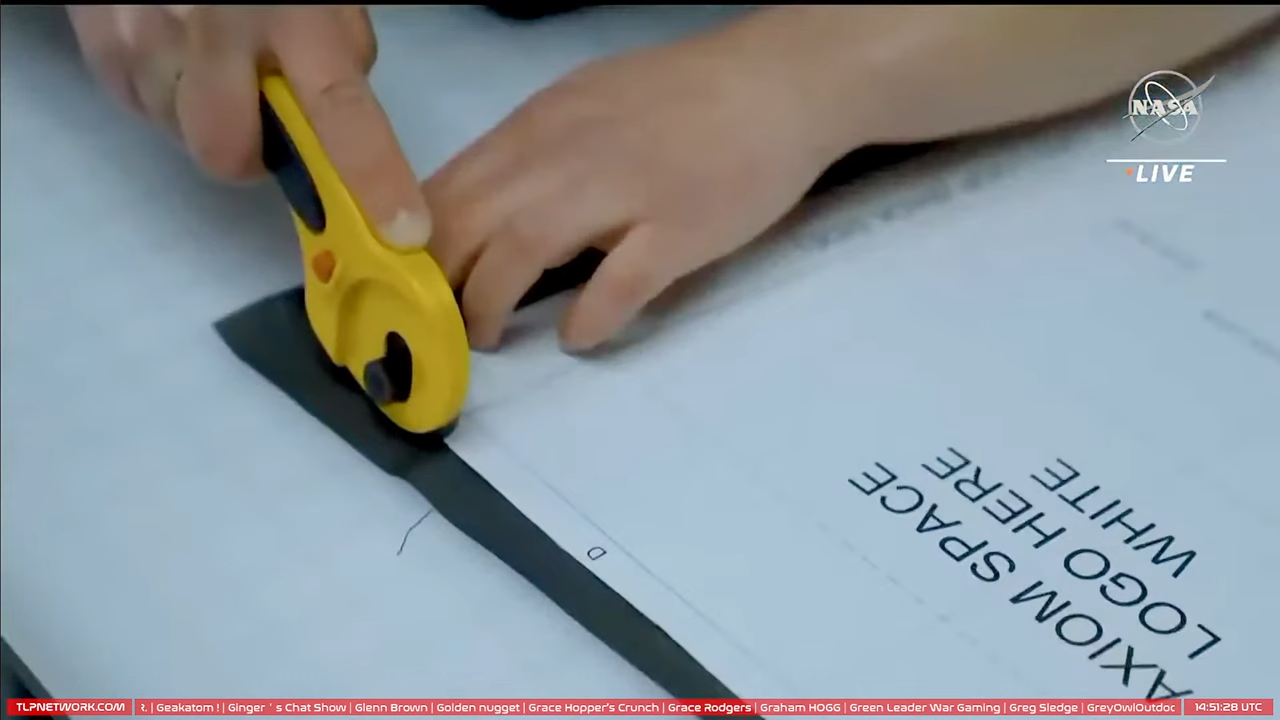 NASA
LIVE
AXIOM SPACE
LOGO HERE
WHITE
D
TLPNETWORK.COM
. | Geakatom ! | Ginger ' s Chat Show | Glenn Brown | Golden nugget | Grace Hopper's Crunch | Grace Rodgers | Graham HOGG | Green Leader War Gaming | Greg Sledge | GreyOwlOutdoc
14:51:28 UTC